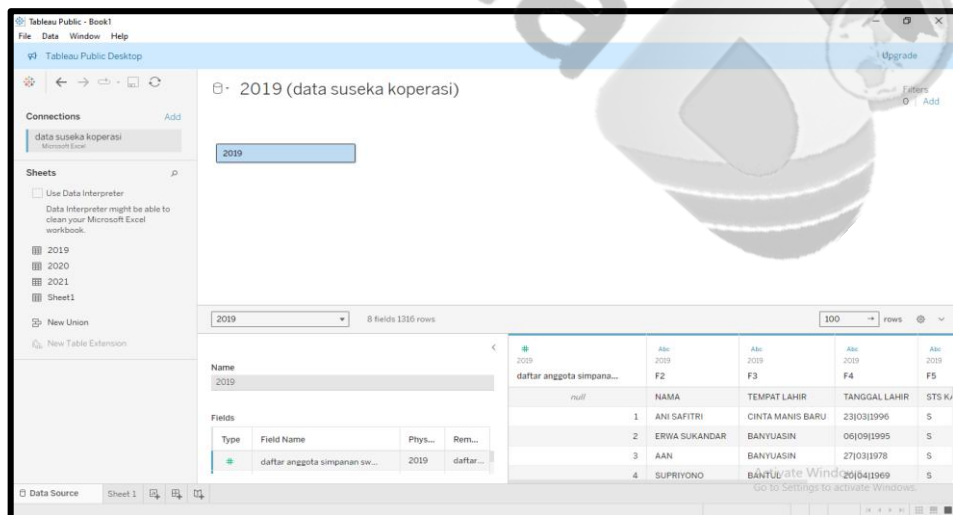 Tableau Public - Book1
File Data Window Help
Tableau Public Desktop
Upgrade
Connections Add
data suseka koperasi
Microsoft Excel
Sheets
Use Data Interpreter
Data Interpreter might be able to
clean your Microsoft Excel
workbook.
2019
2020
2021
Sheet1
New Union
New Table Extension
2019 (data suseka koperasi)
Filters
0 | Add
2019
2019 8 fields 1316 rows 100 rows
Name
2019
Fields
Type Field Name Phys... Rem...
# daftar anggota simpanan sw... 2019 daftar...
# Abc Abc Abc Abc
2019 2019 2019 2019 2019
daftar anggota simpana... F2 F3 F4 F5
null NAMA TEMPAT LAHIR TANGGAL LAHIR STS KA
1 ANI SAFITRI CINTA MANIS BARU 23|03|1996 S
2 ERWA SUKANDAR BANYUASIN 06|09|1995 S
3 AAN BANYUASIN 27|03|1978 S
4 SUPRIYONO BANTUL 20|04|1969 S
Activate Windows
Go to Settings to activate Windows.
Data Source Sheet 1